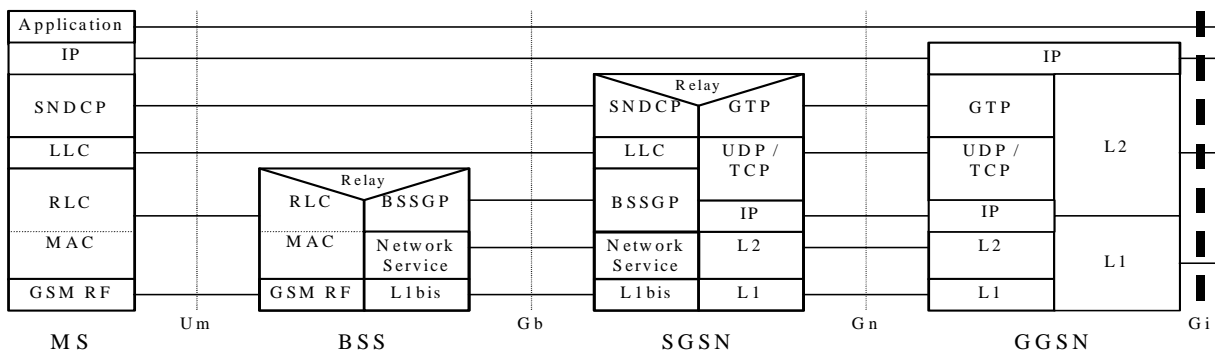 Application
IP
IP
Relay
SNDCP
SNDCP
GTP
GTP
LLC
LLC
UDP /
TCP
UDP /
TCP
L2
Relay
RLC
RLC
BSSGP
BSSGP
IP
IP
MAC
MAC
Network
Service
Network
Service
L2
L2
L1
GSM RF
GSM RF
L1bis
L1bis
L1
L1
Um
Gb
Gn
Gi
MS
BSS
SGSN
GGSN